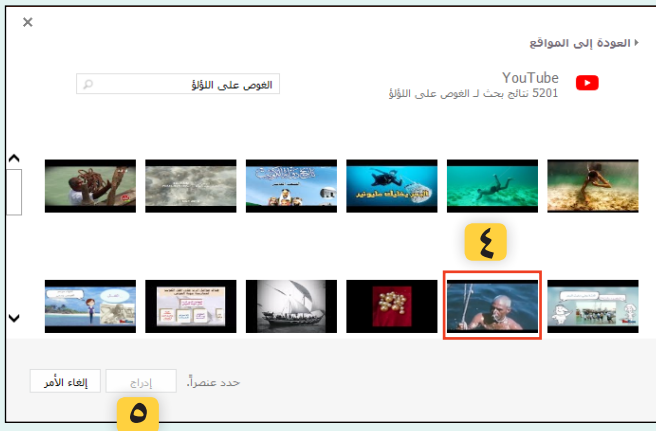 ×
العودة إلى المواقع
YouTube
5201 نتائج بحث لـ الغوص على اللؤلؤ
الغوص على اللؤلؤ
٤
حدد عنصراً.
إدراج
إلغاء الأمر
٥